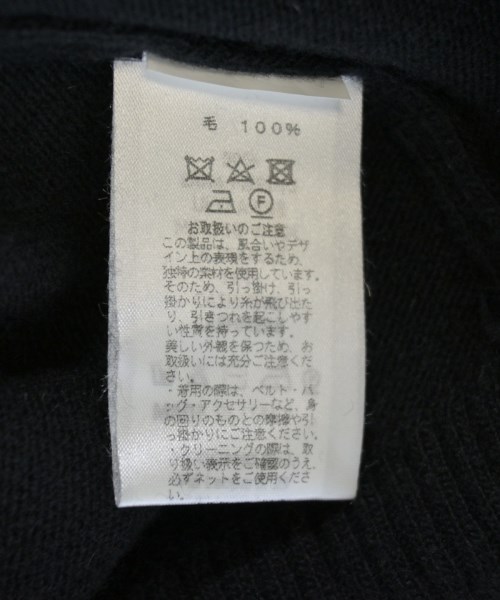 毛 100%
F
お取扱いのご注意
この製品は、風合いやデザ
イン上の表現をするため、
独特の素材を使用しています。
そのため、引っ掛け、引っ
掛かりにより糸が飛び出た
り、引きつれを起こしやす
い性質を持っています。
美しい外観を保つため、お
取扱いには充分ご注意くだ
さい。
・着用の際は、ベルト・バ
ッグ・アクセサリーなど、身
の回りのものとの摩擦や引
っ掛かりにご注意ください。
・クリーニングの際は、取
り扱い表示をご確認のうえ、
必ずネットをご使用くださ
い。